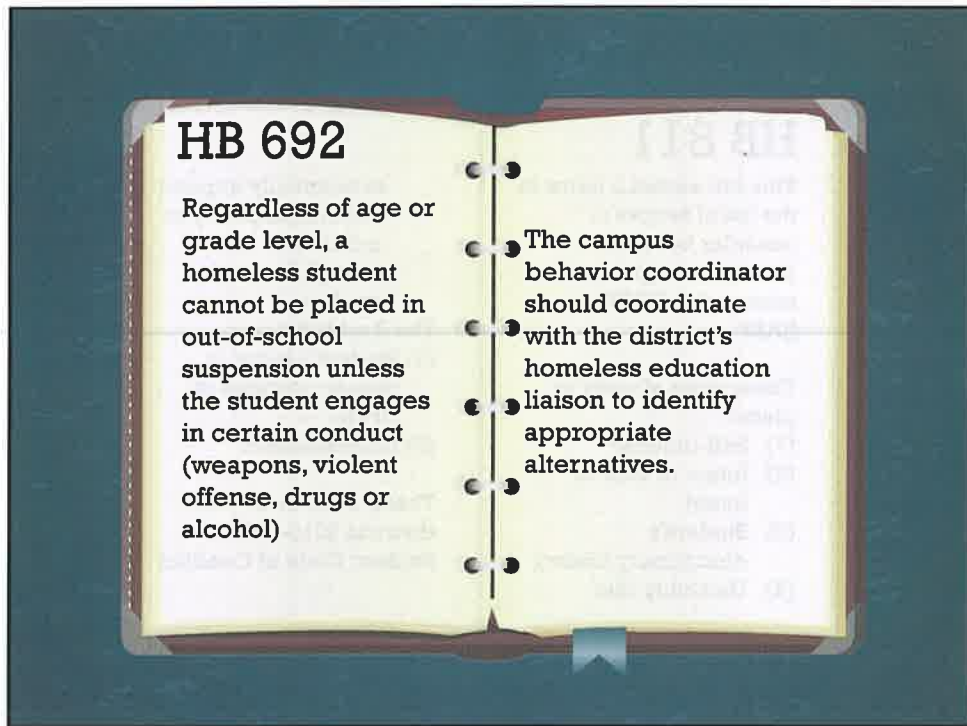 HB 692
Regardless of age or
grade level, a
homeless student
cannot be placed in
out-of-school
suspension unless
the student engages
in certain conduct
(weapons, violent
offense, drugs or
alcohol)
The campus
behavior coordinator
should coordinate
with the district's
homeless education
liaison to identify
appropriate
alternatives.